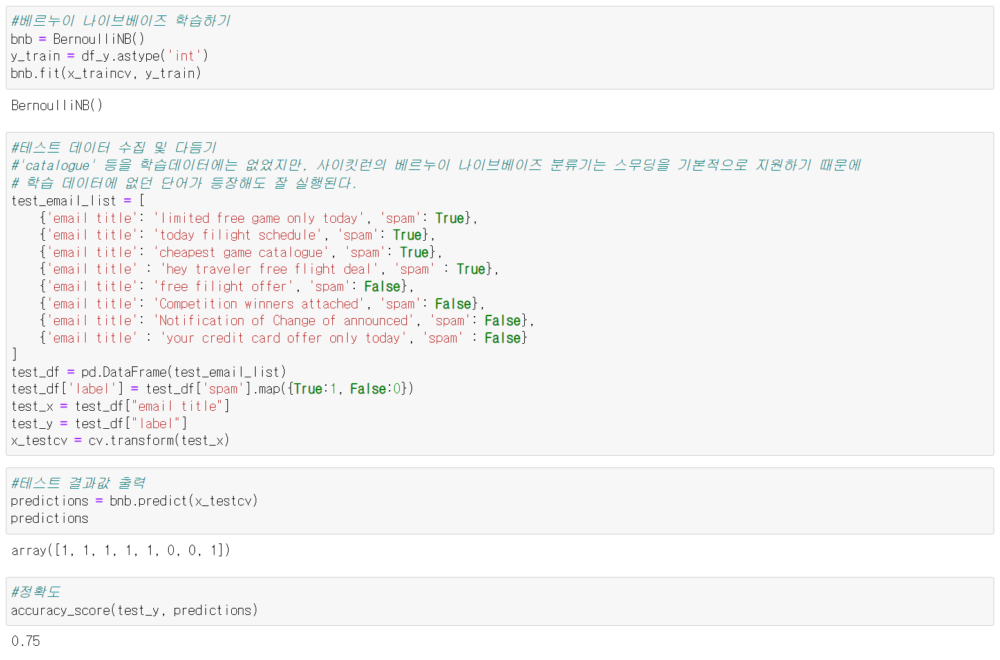 #베르누이 나이브베이즈 학습하기
bnb = BernoulliNB()
y_train = df_y.astype('int')
bnb.fit(x_traincv, y_train)
BernoulliNB()
#테스트 데이터 수집 및 다듬기
#'catalogue' 등을 학습데이터에는 없었지만, 사이킷런의 베르누이 나이브베이즈 분류기는 스무딩을 기본적으로 지원하기 때문에
# 학습 데이터에 없던 단어가 등장해도 잘 실행된다.
test_email_list = [
    {'email title': 'limited free game only today', 'spam': True},
    {'email title': 'today filight schedule', 'spam': True},
    {'email title': 'cheapest game catalogue', 'spam': True},
    {'email title' : 'hey traveler free flight deal', 'spam' : True},
    {'email title': 'free filight offer', 'spam': False},
    {'email title': 'Competition winners attached', 'spam': False},
    {'email title': 'Notification of Change of announced', 'spam': False},
    {'email title' : 'your credit card offer only today', 'spam' : False}
]
test_df = pd.DataFrame(test_email_list)
test_df['label'] = test_df['spam'].map({True:1, False:0})
test_x = test_df["email title"]
test_y = test_df["label"]
x_testcv = cv.transform(test_x)
#테스트 결과값 출력
predictions = bnb.predict(x_testcv)
predictions
array([1, 1, 1, 1, 1, 0, 0, 1])
#정확도
accuracy_score(test_y, predictions)
0.75